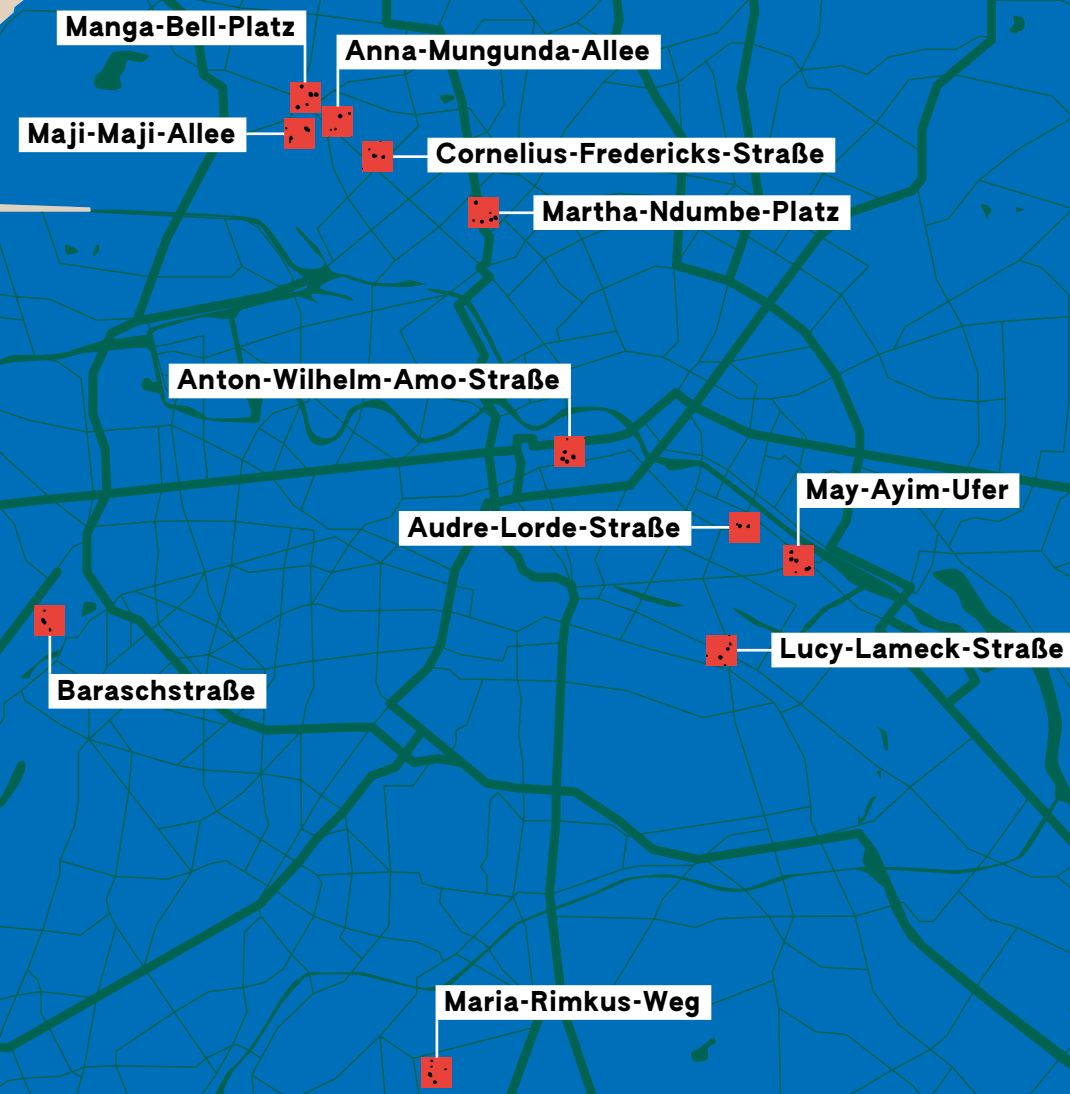 Manga-Bell-Platz
Anna-Mungunda-Allee
Maji-Maji-Allee
Cornelius-Fredericks-Straße
Martha-Ndumbe-Platz
Anton-Wilhelm-Amo-Straße
May-Ayim-Ufer
Audre-Lorde-Straße
Lucy-Lameck-Straße
Baraschstraße
Maria-Rimkus-Weg